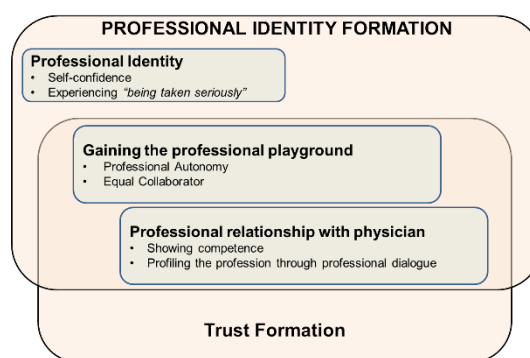 PROFESSIONAL IDENTITY FORMATION
Professional Identity
• Self-confidence
• Experiencing “being taken seriously”
Gaining the professional playground
• Professional Autonomy
• Equal Collaborator
Professional relationship with physician
• Showing competence
• Profiling the profession through professional dialogue
Trust Formation